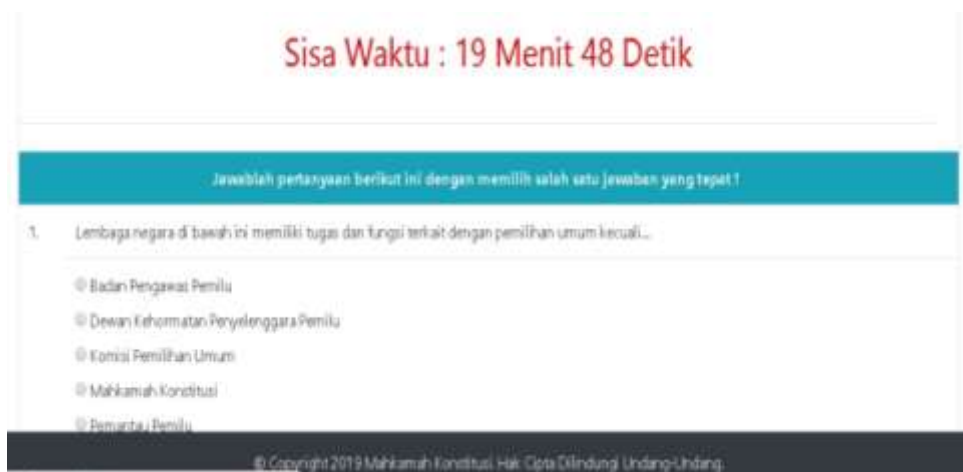 Sisa Waktu : 19 Menit 48 Detik
Jawablah pertanyaan berikut ini dengan memilih salah satu jawaban yang tepat !
1. Lembaga negara di bawah ini memiliki tugas dan fungsi terkait dengan pemilihan umum kecuali...
Badan Pengawas Pemilu
Dewan Kehormatan Penyelenggara Pemilu
Komisi Pemilihan Umum
Mahkamah Konstitusi
Pemantau Pemilu
© Copyright 2019 Mahkamah Konstitusi. Hak Cipta Dilindungi Undang-Undang.